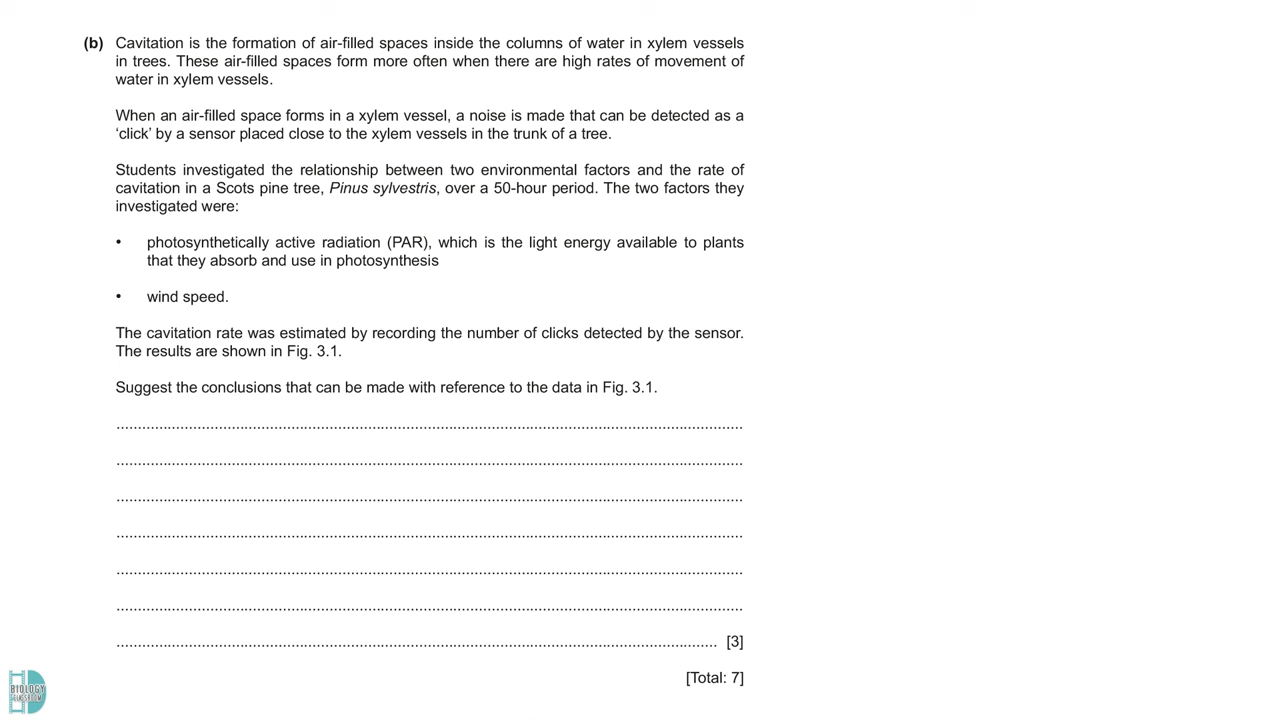 (b) Cavitation is the formation of air-filled spaces inside the columns of water in xylem vessels
in trees. These air-filled spaces form more often when there are high rates of movement of
water in xylem vessels.
When an air-filled space forms in a xylem vessel, a noise is made that can be detected as a
‘click’ by a sensor placed close to the xylem vessels in the trunk of a tree.
Students investigated the relationship between two environmental factors and the rate of
cavitation in a Scots pine tree, Pinus sylvestris, over a 50-hour period. The two factors they
investigated were:
• photosynthetically active radiation (PAR), which is the light energy available to plants
that they absorb and use in photosynthesis
• wind speed.
The cavitation rate was estimated by recording the number of clicks detected by the sensor.
The results are shown in Fig. 3.1.
Suggest the conclusions that can be made with reference to the data in Fig. 3.1.
[3]
[Total: 7]
BIOLOGY
CLASSROOM